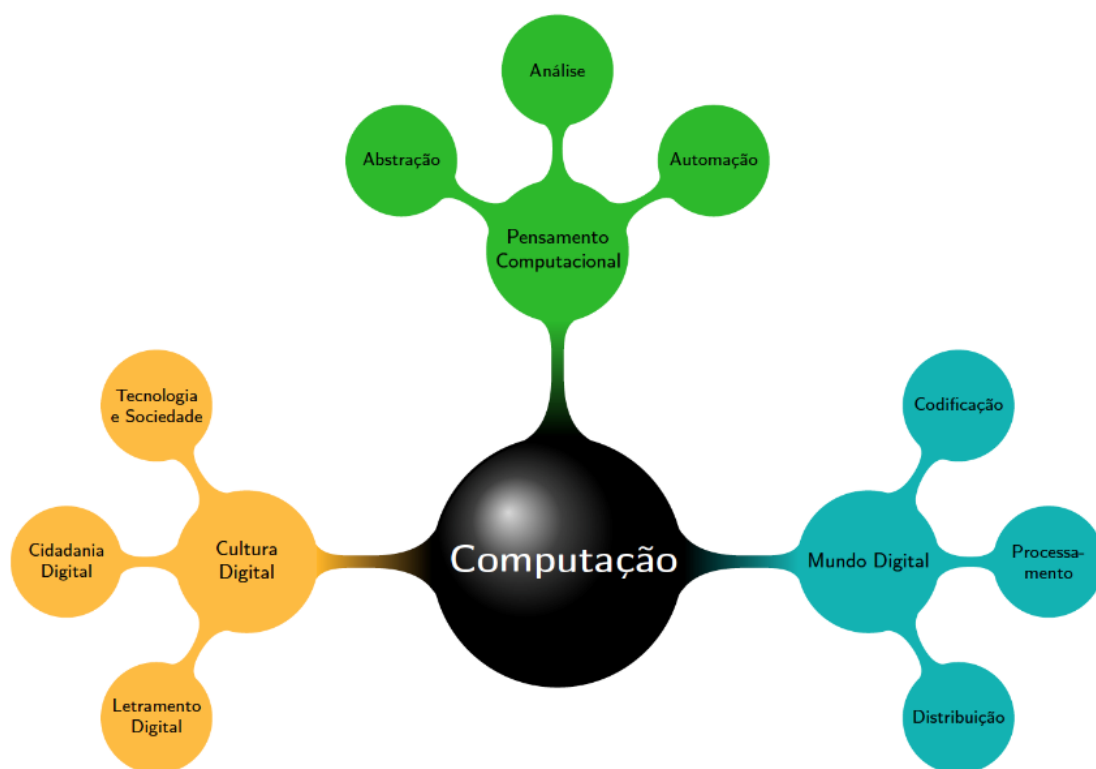 Análise
Abstração
Automação
Pensamento
Computacional
Tecnologia
e Sociedade
Cidadania
Digital
Cultura
Digital
Letramento
Digital
Computação
Codificação
Mundo Digital
Processa-
mento
Distribuição